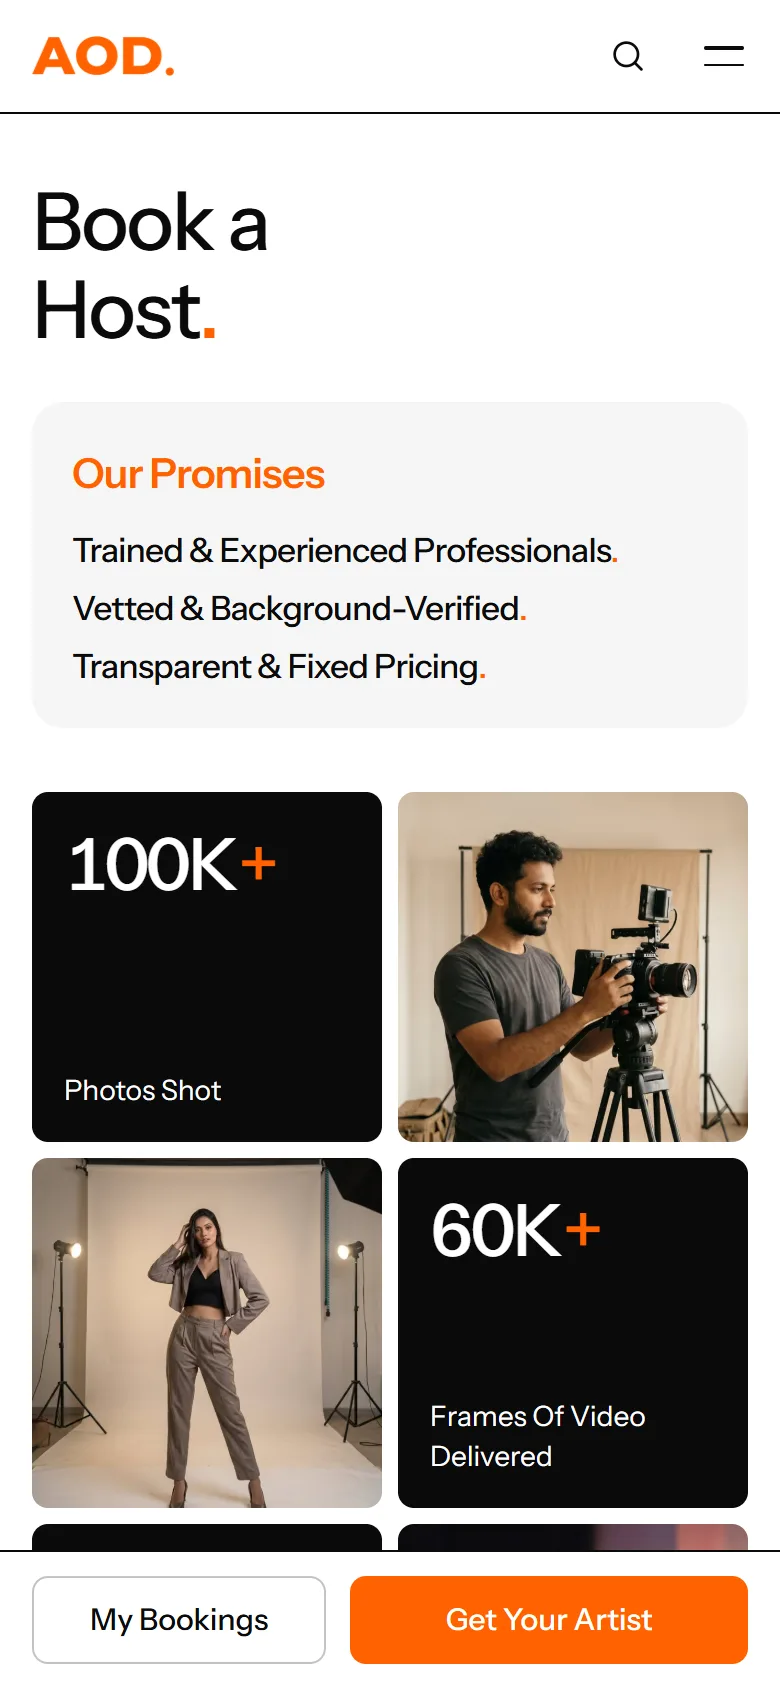 AOD.
Book a
Host.
Our Promises
Trained & Experienced Professionals.
Vetted & Background-Verified.
Transparent & Fixed Pricing.
100K+
Photos Shot
60K+
Frames Of Video
Delivered
My Bookings
Get Your Artist